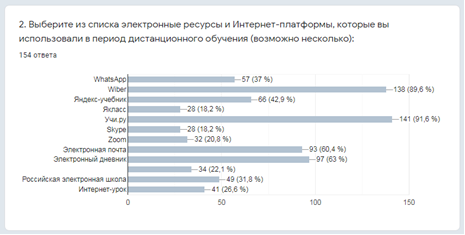 2. Выберите из списка электронные ресурсы и Интернет-платформы, которые вы
использовали в период дистанционного обучения (возможно несколько):
154 ответа
WhatsApp 57 (37 %)
Wiber 138 (89,6 %)
Яндекс-учебник 66 (42,9 %)
Якласс 28 (18,2 %)
Учи.ру 141 (91,6 %)
Skype 28 (18,2 %)
Zoom 32 (20,8 %)
Электронная почта 93 (60,4 %)
Электронный дневник 97 (63 %)
34 (22,1 %)
Российская электронная школа 49 (31,8 %)
Интернет-урок 41 (26,6 %)
0 50 100 150